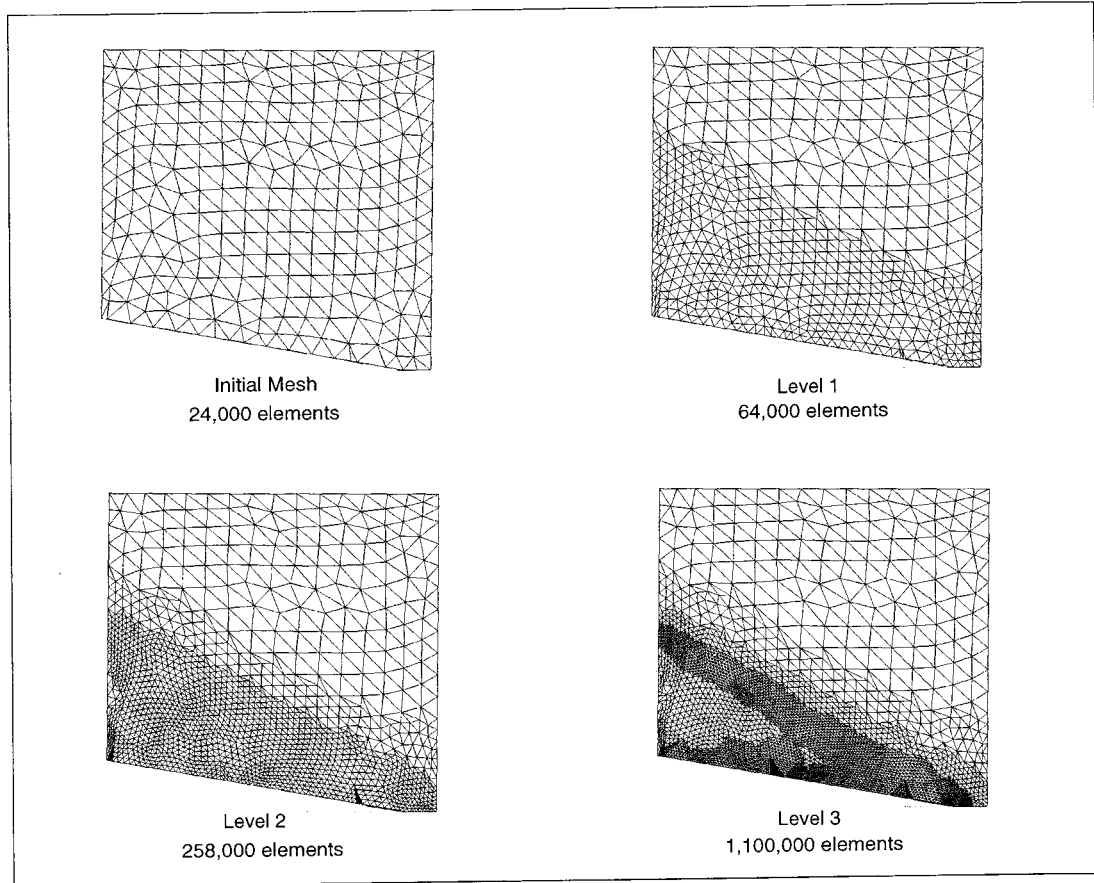 Initial Mesh
24,000 elements
Level 1
64,000 elements
Level 2
258,000 elements
Level 3
1,100,000 elements